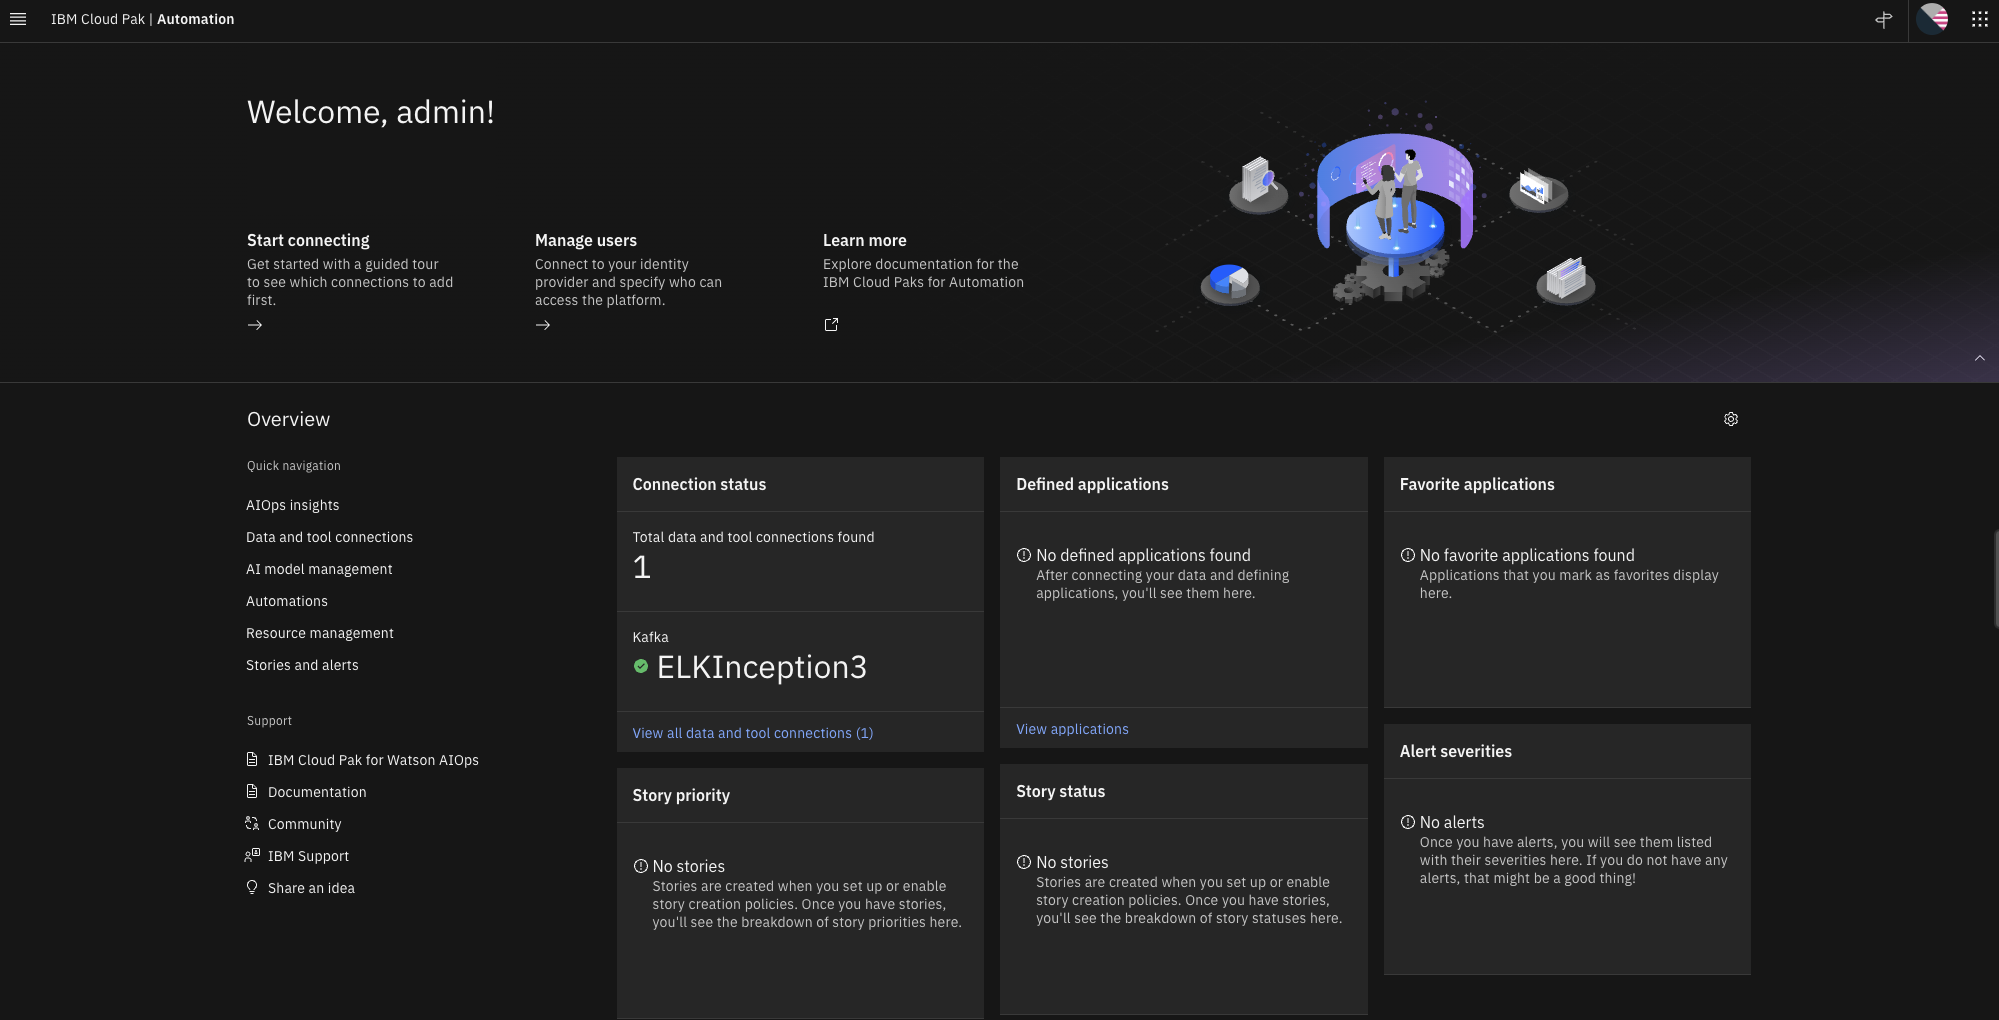 IBM Cloud Pak | Automation
Welcome, admin!
Start connecting
Get started with a guided tour
to see which connections to add
first.
Manage users
Connect to your identity
provider and specify who can
access the platform.
Learn more
Explore documentation for the
IBM Cloud Paks for Automation
Overview
Quick navigation
AIOps insights
Data and tool connections
AI model management
Automations
Resource management
Stories and alerts
Support
IBM Cloud Pak for Watson AIOps
Documentation
Community
IBM Support
Share an idea
Connection status
Total data and tool connections found
1
Kafka
ELKInception3
View all data and tool connections (1)
Story priority
No stories
Stories are created when you set up or enable
story creation policies. Once you have stories,
you'll see the breakdown of story priorities here.
Defined applications
No defined applications found
After connecting your data and defining
applications, you'll see them here.
View applications
Story status
No stories
Stories are created when you set up or enable
story creation policies. Once you have stories,
you'll see the breakdown of story statuses here.
Favorite applications
No favorite applications found
Applications that you mark as favorites display
here.
Alert severities
No alerts
Once you have alerts, you will see them listed
with their severities here. If you do not have any
alerts, that might be a good thing!